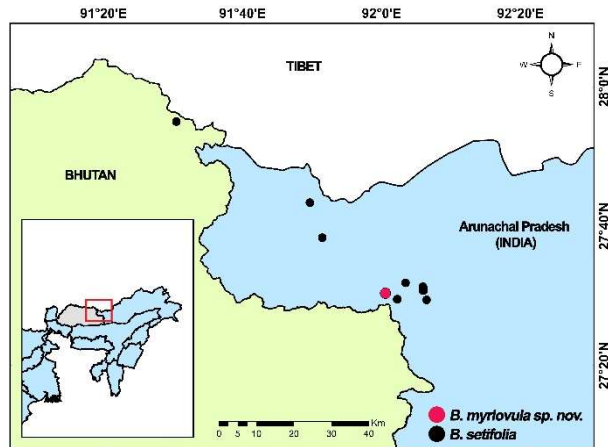 91°20'E 91°40'E 92°0'E 92°20'E
N
W E
S
TIBET
28°0'N
BHUTAN
27°40'N
Arunachal Pradesh
(INDIA)
27°20'N
B. myrlovula sp. nov.
B. setifolia
Km
0 5 10 20 30 40